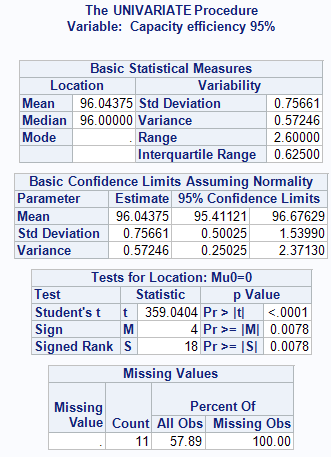 The UNIVARIATE Procedure
Variable: Capacity efficiency 95%
Basic Statistical Measures
Location Variability
Mean 96.04375 Std Deviation 0.75661
Median 96.00000 Variance 0.57246
Mode . Range 2.60000
Interquartile Range 0.62500
Basic Confidence Limits Assuming Normality
Parameter Estimate 95% Confidence Limits
Mean 96.04375 95.41121 96.67629
Std Deviation 0.75661 0.50025 1.53990
Variance 0.57246 0.25025 2.37130
Tests for Location: Mu0=0
Test Statistic p Value
Student's t t 359.0404 Pr > |t| <.0001
Sign M 4 Pr >= |M| 0.0078
Signed Rank S 18 Pr >= |S| 0.0078
Missing Values
Percent Of
Missing
Value Count All Obs Missing Obs
. 11 57.89 100.00